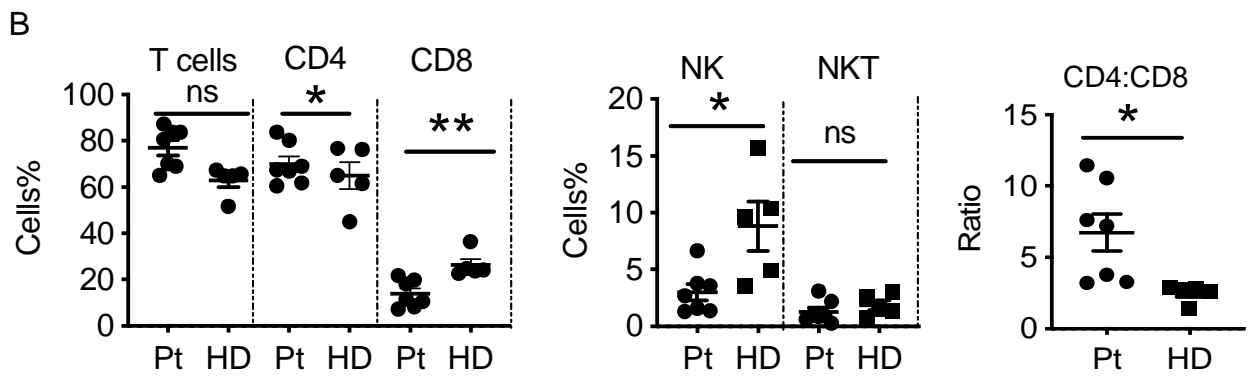 B
T cells
ns
CD4
*
CD8
**
Cells%
100
80
60
40
20
0
Pt HD Pt HD Pt HD
NK
*
NKT
ns
Cells%
20
15
10
5
0
Pt HD Pt HD
CD4:CD8
*
Ratio
15
10
5
0
Pt HD